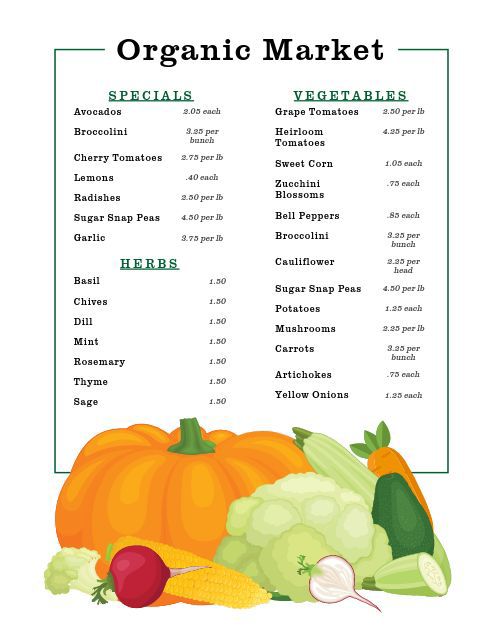 Organic Market
SPECIALS
Avocados 2.05 each
Broccolini 3.25 per
bunch
Cherry Tomatoes 2.75 per lb
Lemons .40 each
Radishes 2.50 per lb
Sugar Snap Peas 4.50 per lb
Garlic 3.75 per lb
HERBS
Basil 1.50
Chives 1.50
Dill 1.50
Mint 1.50
Rosemary 1.50
Thyme 1.50
Sage 1.50
VEGETABLES
Grape Tomatoes 2.50 per lb
Heirloom 4.25 per lb
Tomatoes
Sweet Corn 1.05 each
Zucchini .75 each
Blossoms
Bell Peppers .85 each
Broccolini 3.25 per
bunch
Cauliflower 2.25 per
head
Sugar Snap Peas 4.50 per lb
Potatoes 1.25 each
Mushrooms 2.25 per lb
Carrots 3.25 per
bunch
Artichokes .75 each
Yellow Onions 1.25 each